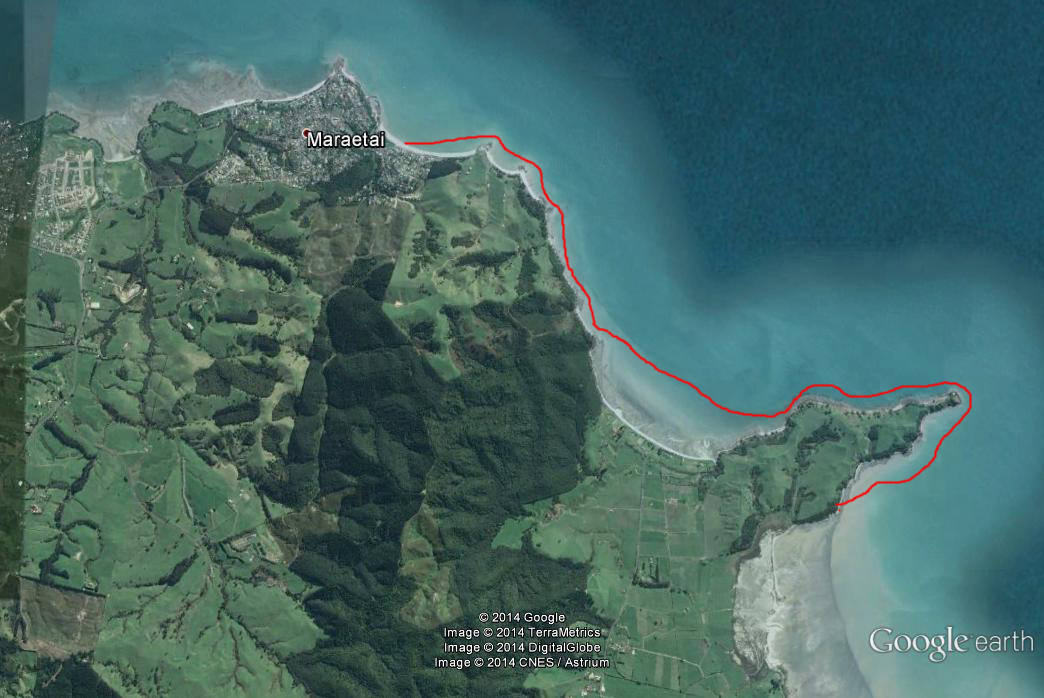 Maraetai
© 2014 Google
Image © 2014 TerraMetrics
Image © 2014 DigitalGlobe
Image © 2014 CNES / Astrium
Google earth